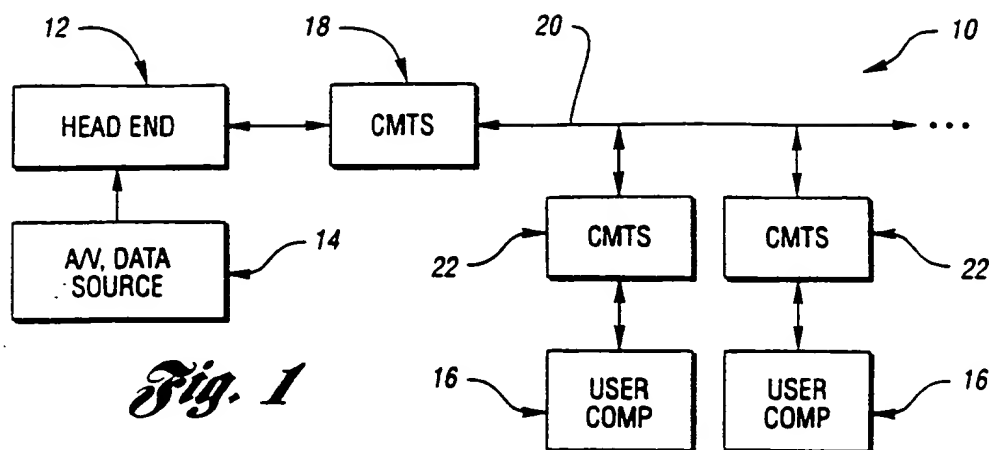 12
18
20
10
HEAD END
CMTS
...
A/V, DATA
SOURCE
14
CMTS
CMTS
22
22
Fig. 1
16
USER
COMP
USER
COMP
16